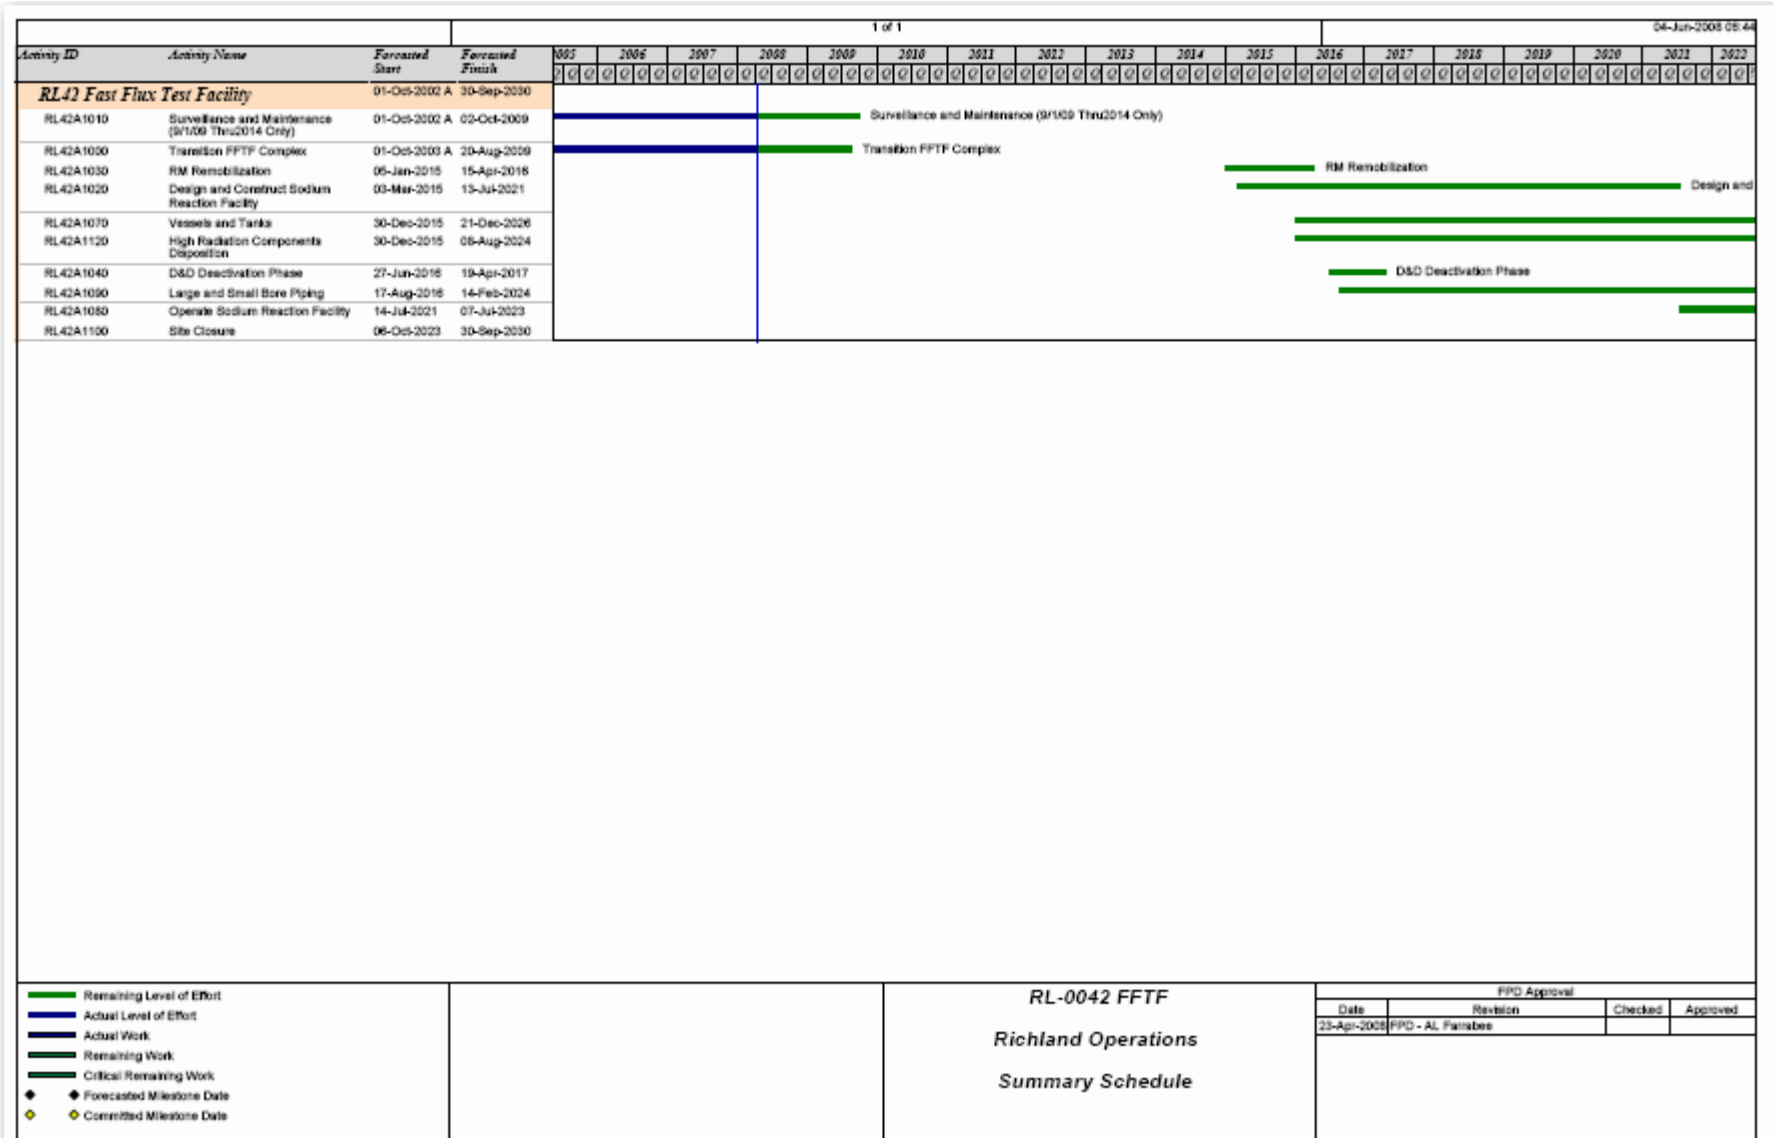 1 of 1
04-Jun-2008 06:44
Activity ID Activity Name Forecasted Start Forecasted Finish
2005 2006 2007 2008 2009 2010 2011 2012 2013 2014 2015 2016 2017 2018 2019 2020 2021 2022
Q Q Q Q Q Q Q Q Q Q Q Q Q Q Q Q Q Q Q Q Q Q Q Q Q Q Q Q Q Q Q Q Q Q Q Q Q Q Q Q Q Q Q Q Q Q Q Q Q Q Q Q Q Q Q Q Q Q Q Q Q Q Q Q Q Q Q Q
RL42 Fast Flux Test Facility 01-Oct-2002 A 30-Sep-2030
RL42A1010 Surveillance and Maintenance 01-Oct-2002 A 02-Oct-2009 Surveillance and Maintenance (9/1/09 Thru2014 Only)
(9/1/09 Thru2014 Only)
RL42A1000 Transition FFTF Complex 01-Oct-2003 A 20-Aug-2009 Transition FFTF Complex
RL42A1030 RM Remobilization 05-Jan-2015 15-Apr-2016 RM Remobilization
RL42A1020 Design and Construct Sodium 03-Mar-2015 13-Jul-2021 Design and
Reaction Facility
RL42A1070 Vessels and Tanks 30-Dec-2015 21-Dec-2026
RL42A1120 High Radiation Components 30-Dec-2015 08-Aug-2024
Disposition
RL42A1040 D&D Deactivation Phase 27-Jun-2016 19-Apr-2017 D&D Deactivation Phase
RL42A1090 Large and Small Bore Piping 17-Aug-2016 14-Feb-2024
RL42A1080 Operate Sodium Reaction Facility 14-Jul-2021 07-Jul-2023
RL42A1100 Site Closure 06-Oct-2023 30-Sep-2030
Remaining Level of Effort
Actual Level of Effort
Actual Work
Remaining Work
Critical Remaining Work
Forecasted Milestone Date
Committed Milestone Date
RL-0042 FFTF
Richland Operations
Summary Schedule
FPD Approval
Date Revision Checked Approved
23-Apr-2008 FPD - AL Farrabee